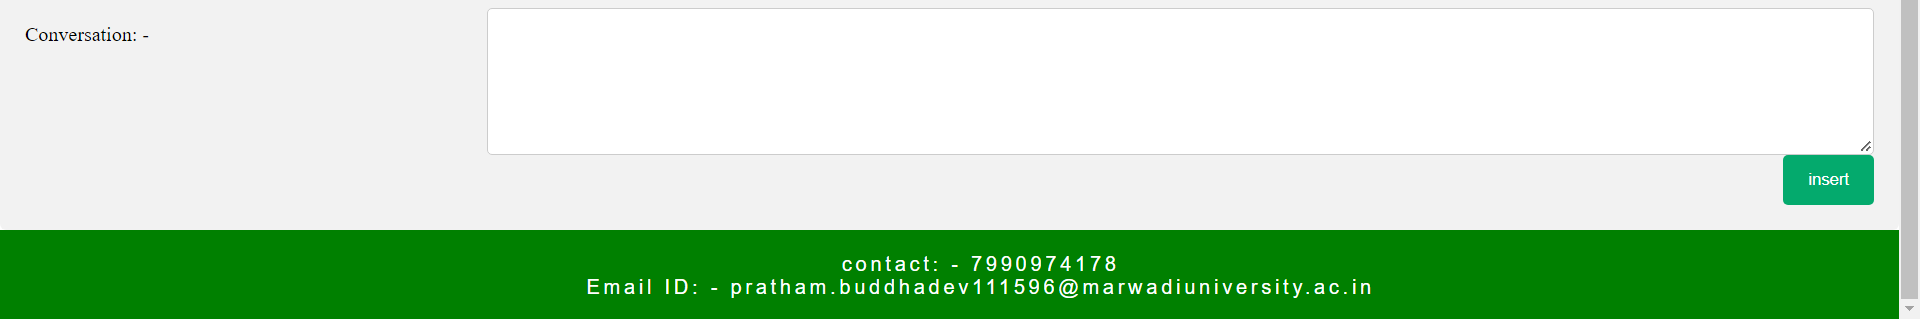 Conversation: -
insert
contact: - 7990974178
Email ID: - pratham.buddhadev111596@marwadiuniversity.ac.in